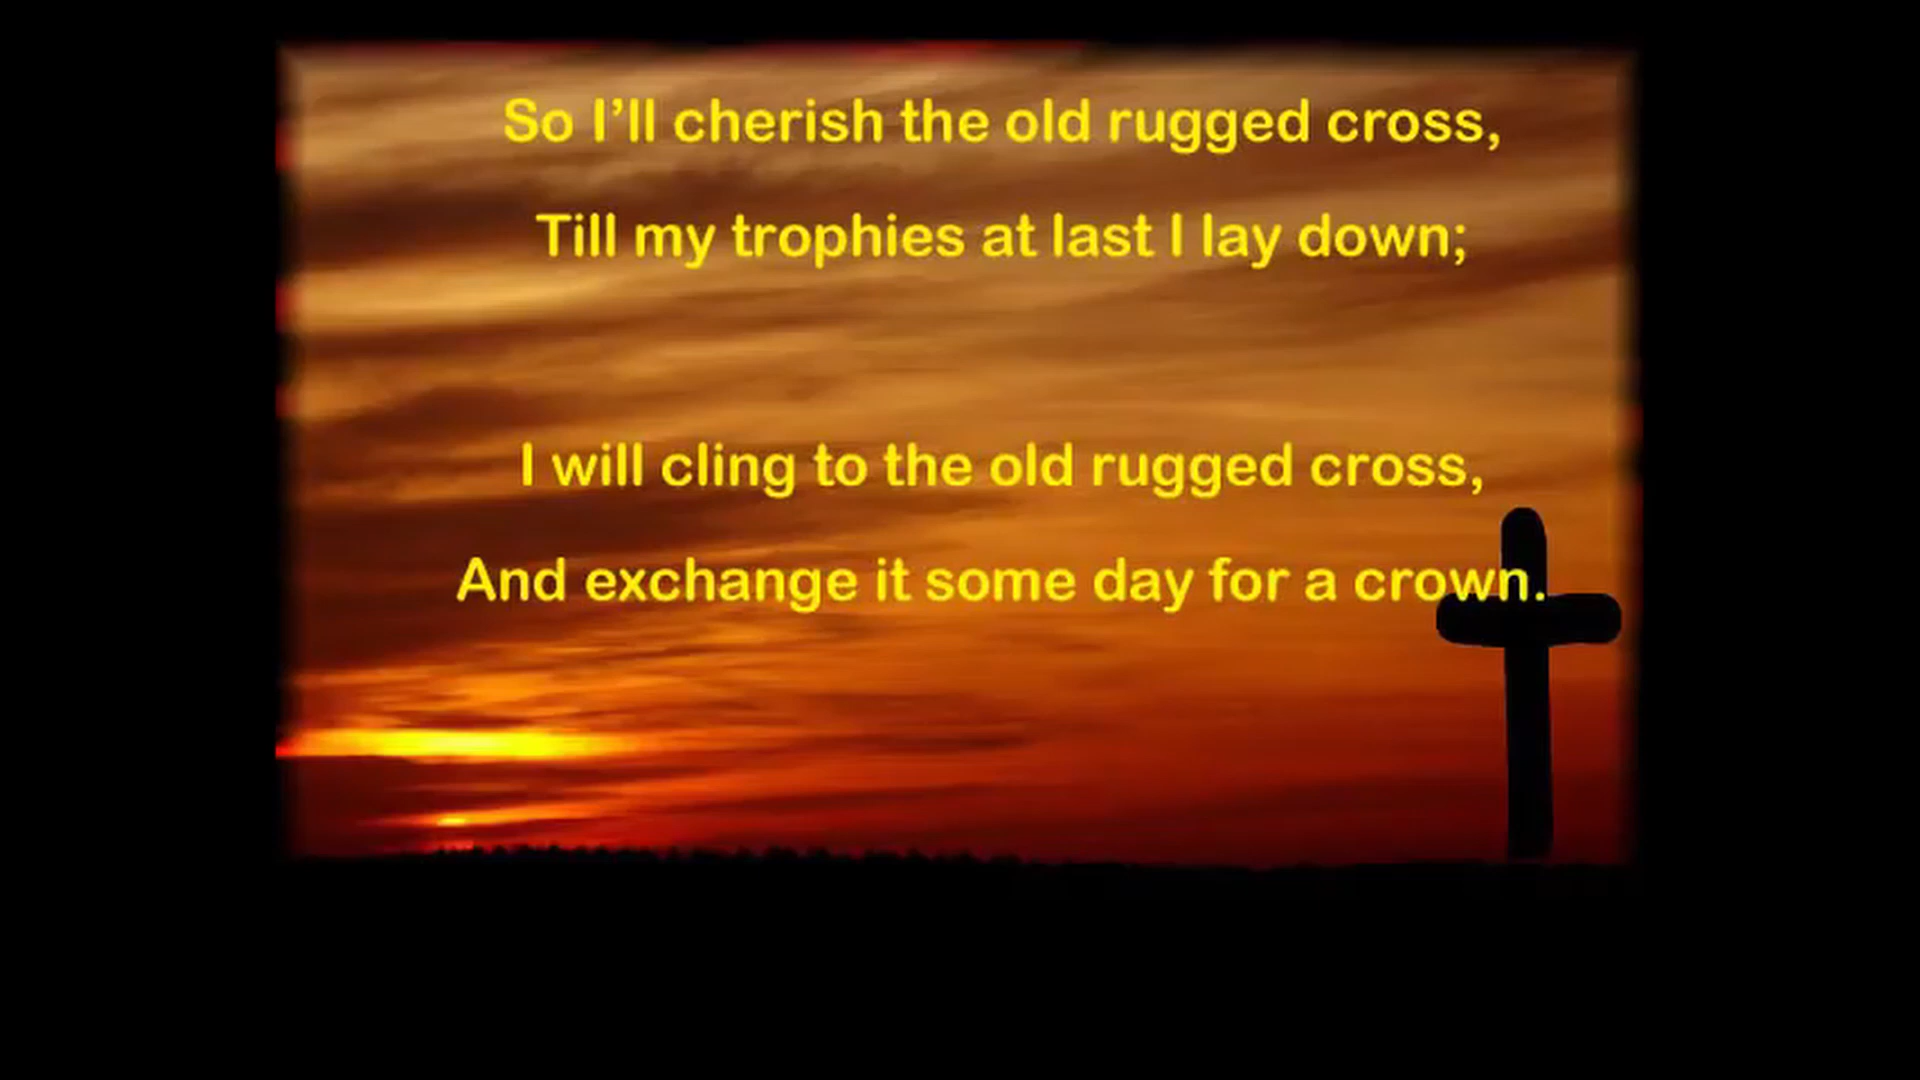 So I’ll cherish the old rugged cross,
Till my trophies at last I lay down;
I will cling to the old rugged cross,
And exchange it some day for a crown.